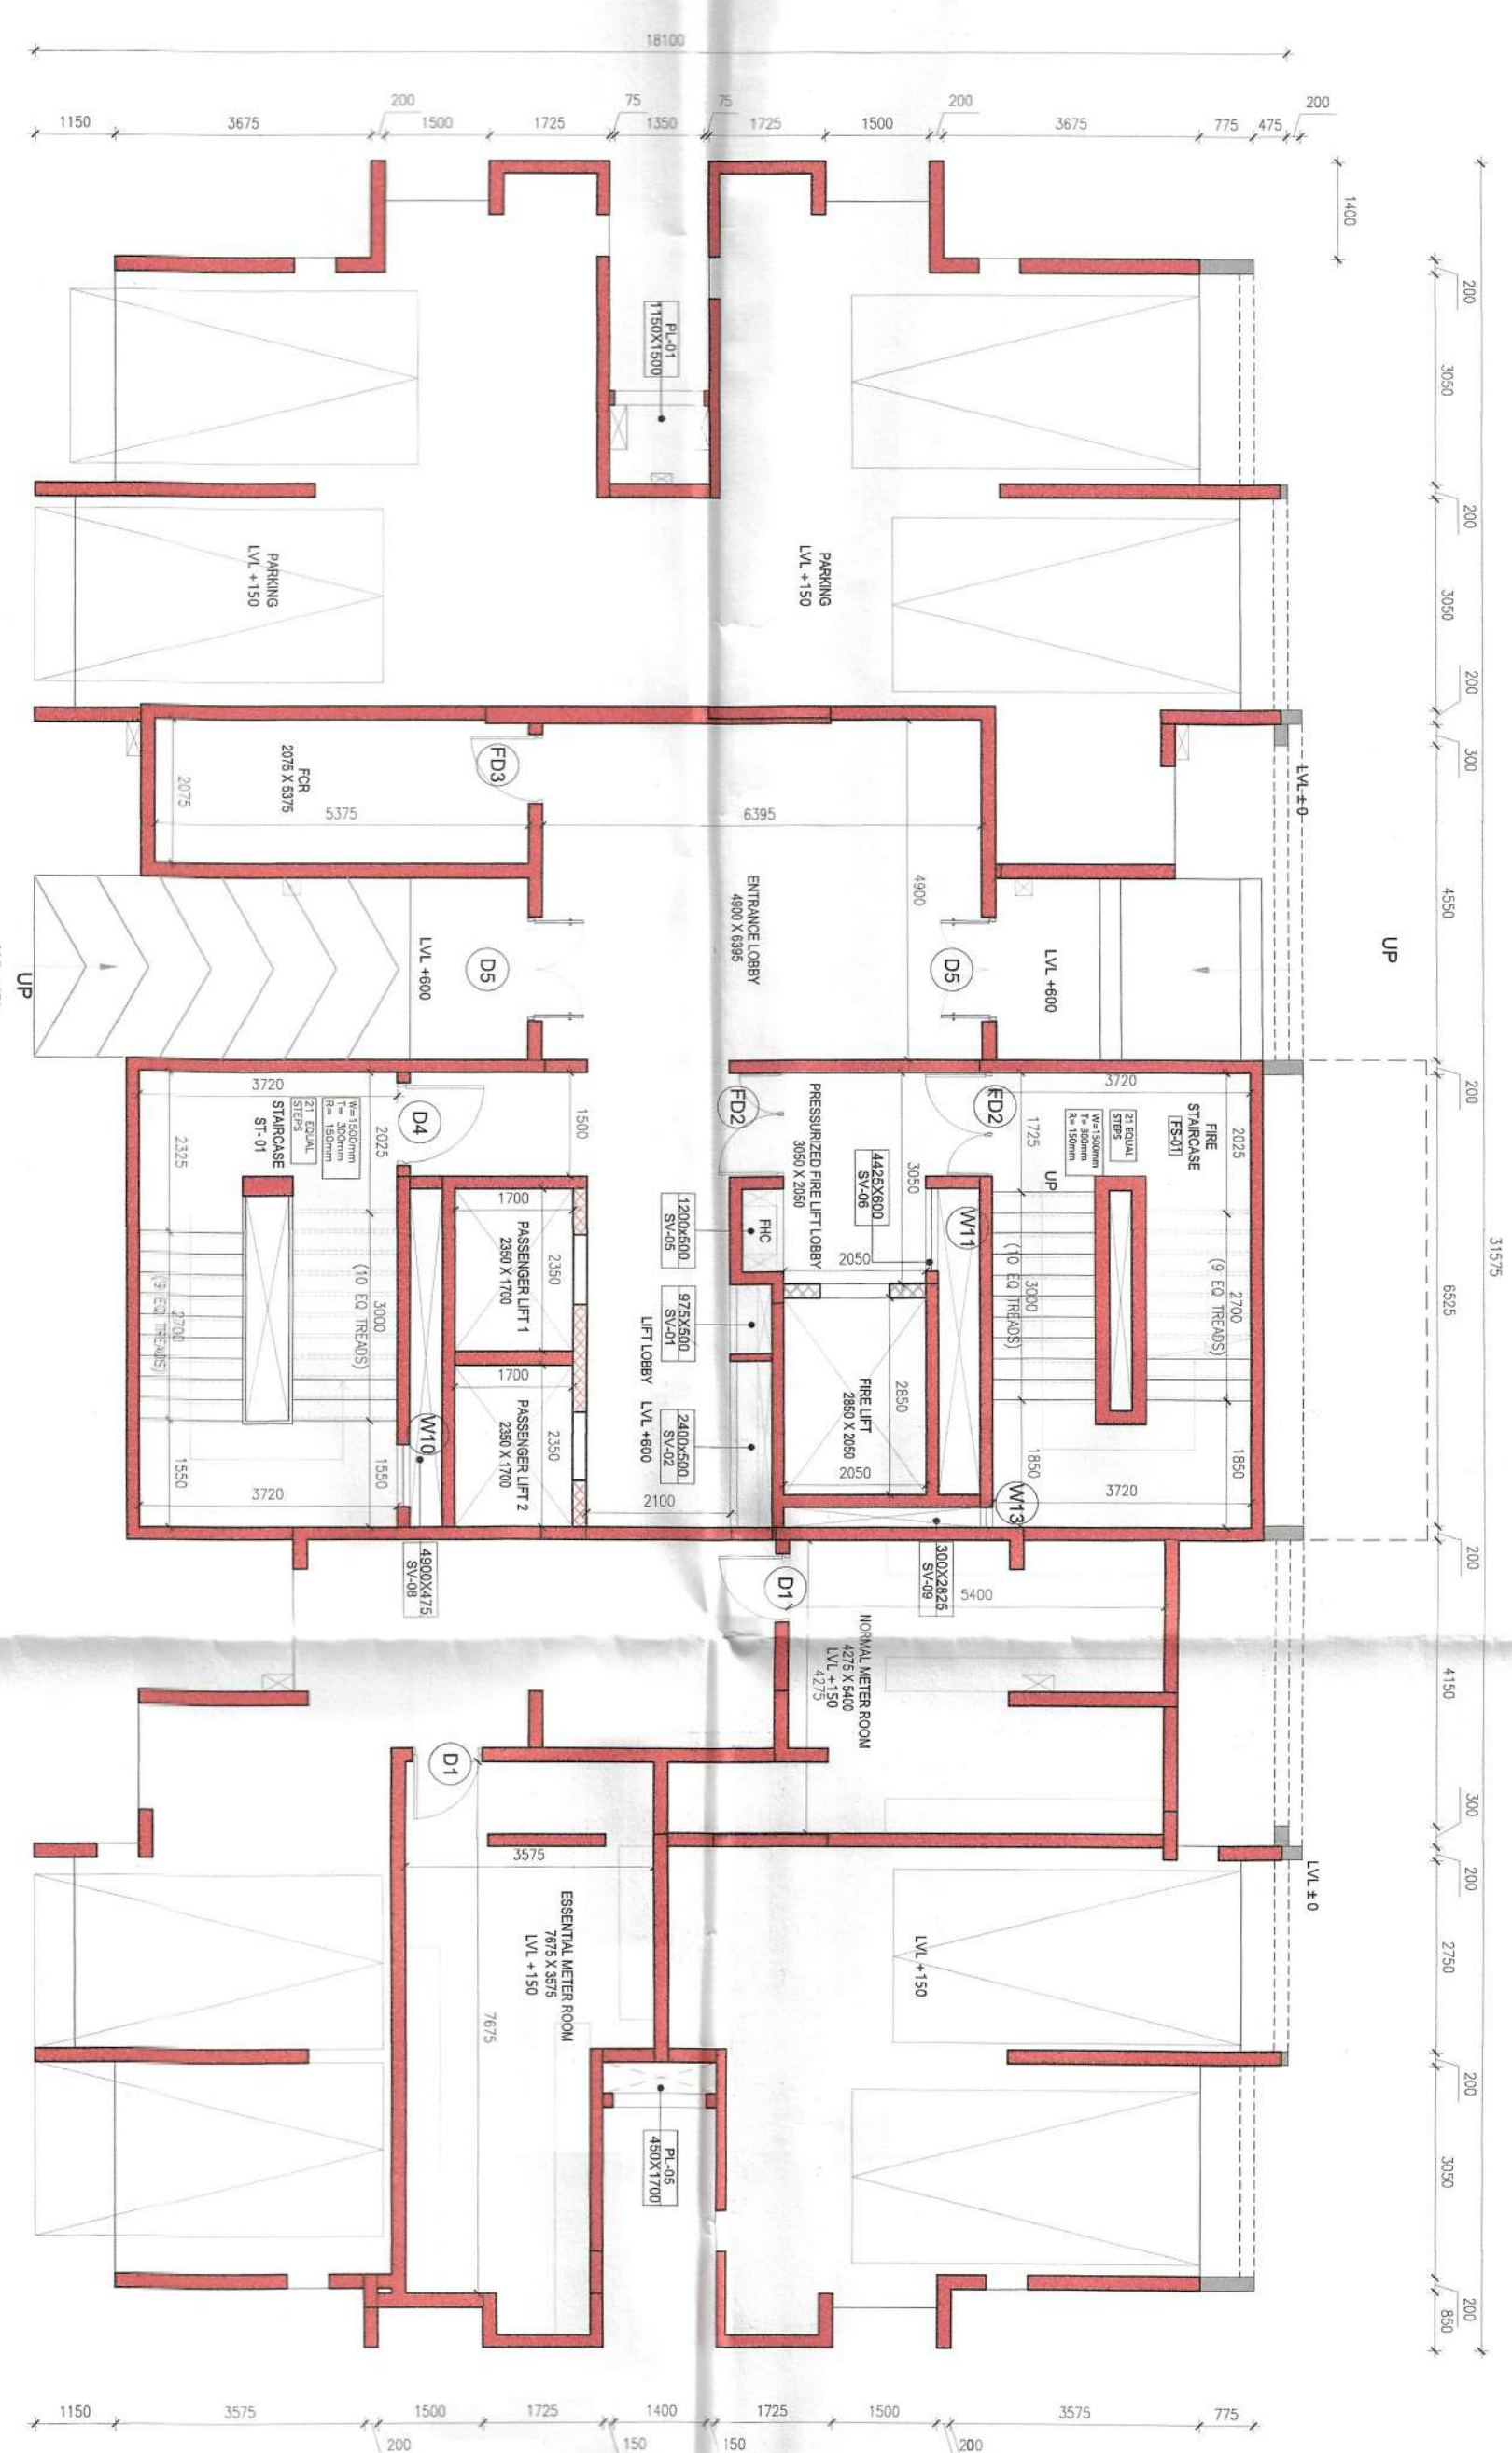 18100
1150
3675
200
1500
1725
75
1350
75
1725
1500
200
3675
775
475
200
1400
200
3050
200
3050
200
300
4550
200
6525
200
4150
300
200
2750
200
3050
200
850
31575
PL-01
1150X1500
PARKING
LVL +150
PARKING
LVL +150
FCR
2075 X 5375
2075
5375
FD3
6395
4900
ENTRANCE LOBBY
4900 X 6395
LVL ± 0
UP
LVL +600
D5
D5
LVL +600
UP
3720
2025
2325
W=1500mm
T= 300mm
R= 150mm
21 EQUAL
STEPS
STAIRCASE
ST- 01
D4
1500
FD2
FD2
PRESSURIZED FIRE LIFT LOBBY
3050 X 2050
3050
2050
4425X600
SV-06
1725
3720
2025
21 EQUAL
STEPS
W=1500mm
T= 300mm
R= 150mm
FIRE
STAIRCASE
FS-01
UP
W11
(10 EQ TREADS)
3000
2700
(9 EQ TREADS)
1700
2350
PASSENGER LIFT 1
2350 X 1700
1200x500
SV-05
FHC
975X500
SV-01
LIFT LOBBY
LVL +600
2400x500
SV-02
2100
FIRE LIFT
2850 X 2050
2850
2050
1700
2350
PASSENGER LIFT 2
2350 X 1700
(10 EQ TREADS)
3000
2700
(9 EQ TREADS)
W10
1550
1550
3720
1850
1850
3720
W13
4900X475
SV-08
300X2825
SV-09
D1
5400
NORMAL METER ROOM
4275 X 5400
LVL +150
4275
D1
3575
ESSENTIAL METER ROOM
7675 X 3575
LVL +150
7675
LVL +150
LVL ± 0
PL-05
450X1700
1150
3575
200
1500
1725
150
1400
150
1725
1500
200
3575
775